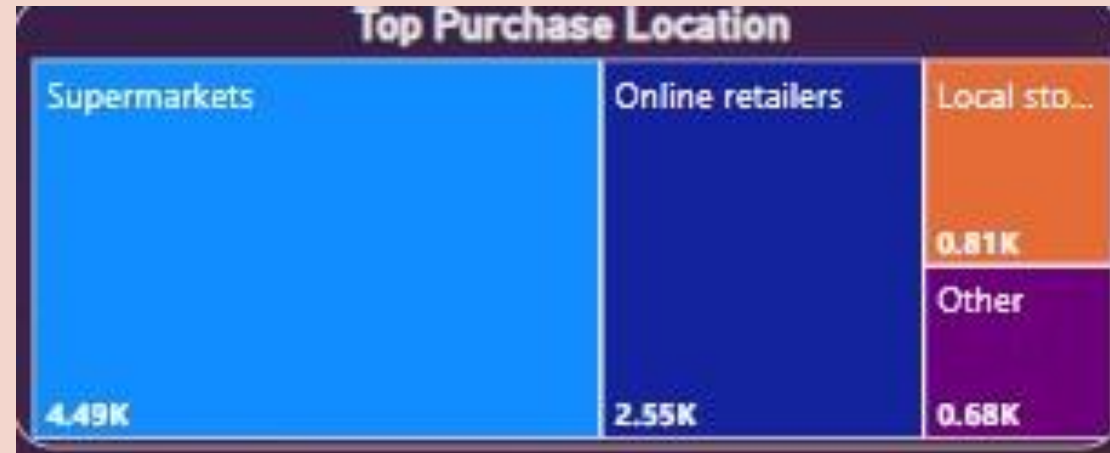 Top Purchase Location
Supermarkets
4.49K
Online retailers
2.55K
Local sto...
0.81K
Other
0.68K